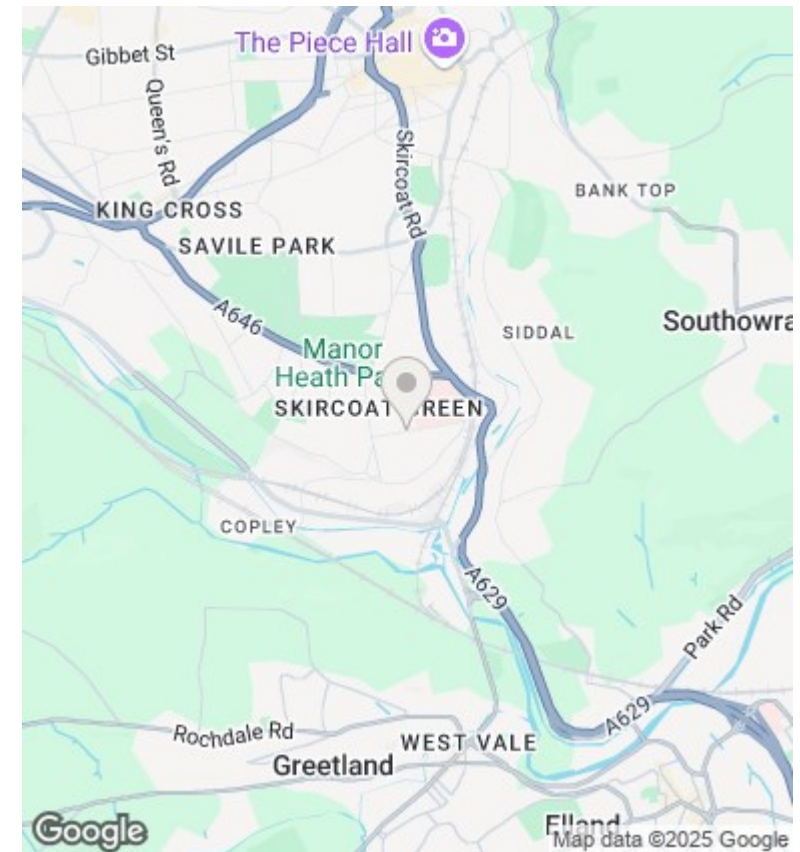 The Piece Hall
Gibbet St
Queen's Rd
Skircoat Rd
BANK TOP
KING CROSS
SAVILE PARK
A646
SIDDAL
Southowra
Manor
Heath Pa
SKIRCOAT GREEN
COPLEY
A629
Park Rd
A629
Rochdale Rd
WEST VALE
Greetland
Elland
Google
Map data ©2025 Google